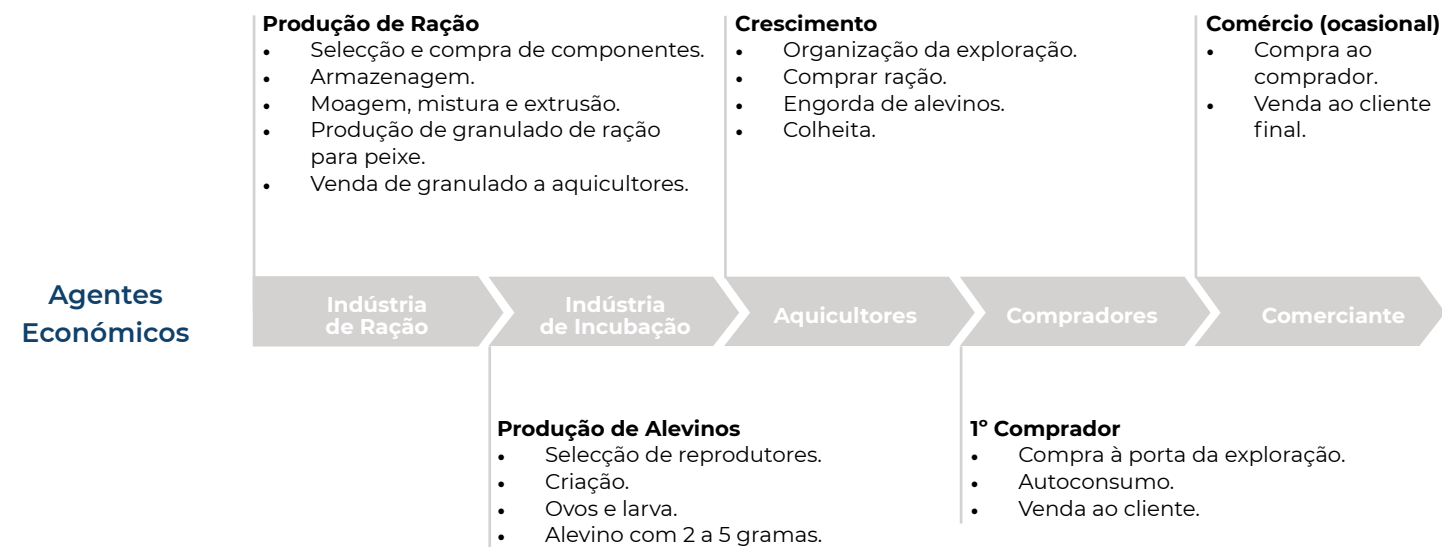 Produção de Ração
• Selecção e compra de componentes.
• Armazenagem.
• Moagem, mistura e extrusão.
• Produção de granulado de ração
para peixe.
• Venda de granulado a aquicultores.
Crescimento
• Organização da exploração.
• Comprar ração.
• Engorda de alevinos.
• Colheita.
Comércio (ocasional)
• Compra ao
comprador.
• Venda ao cliente
final.
Agentes
Económicos
Indústria
de Ração
Indústria
de Incubação
Aquicultores
Compradores
Comerciante
Produção de Alevinos
• Selecção de reprodutores.
• Criação.
• Ovos e larva.
• Alevino com 2 a 5 gramas.
1º Comprador
• Compra à porta da exploração.
• Autoconsumo.
• Venda ao cliente.